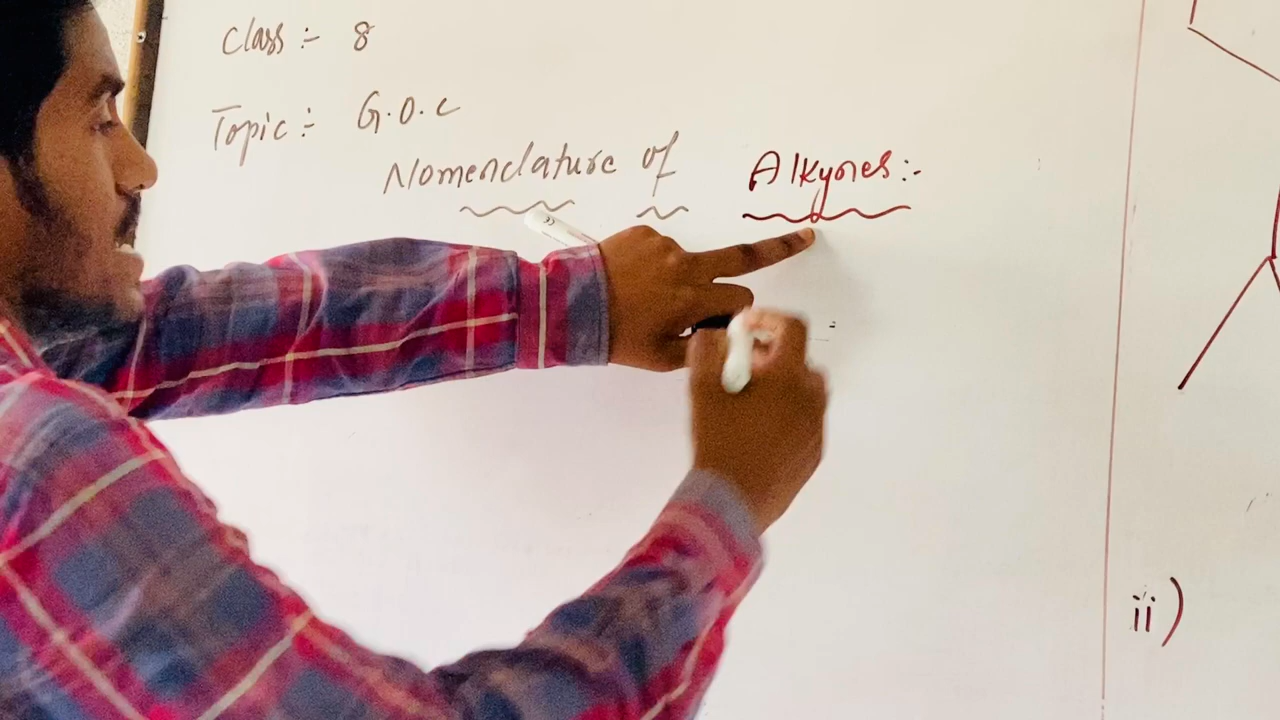 Class :- 8
Topic :- G.O.C
Nomenclature of Alkynes :-
ii)